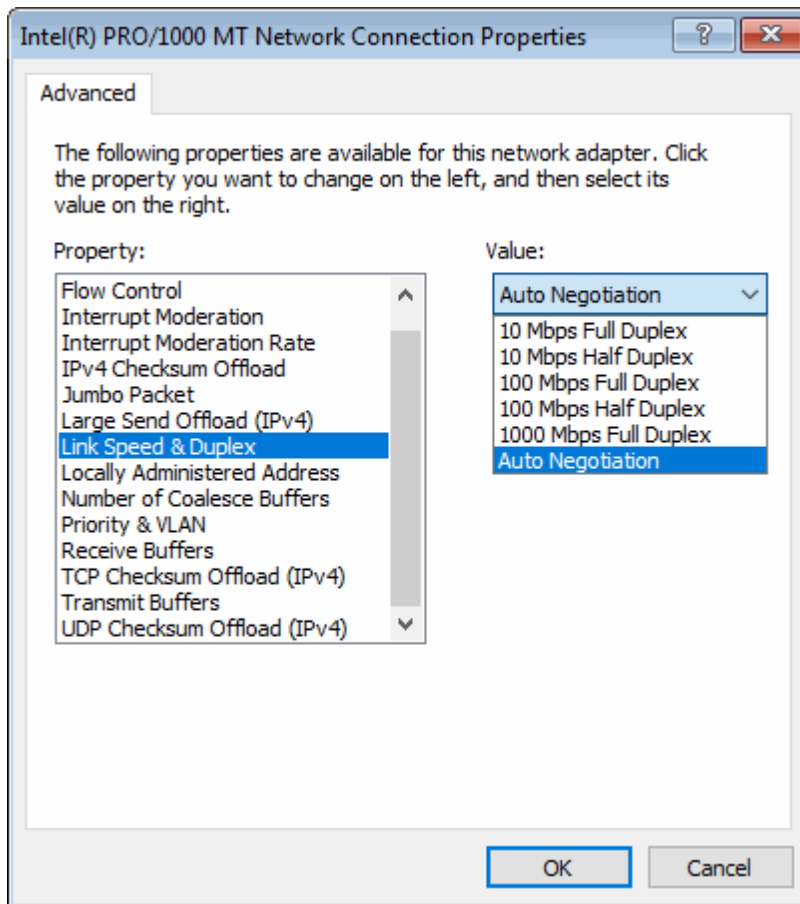 Intel(R) PRO/1000 MT Network Connection Properties
Advanced
The following properties are available for this network adapter. Click
the property you want to change on the left, and then select its
value on the right.
Property:
Flow Control
Interrupt Moderation
Interrupt Moderation Rate
IPv4 Checksum Offload
Jumbo Packet
Large Send Offload (IPv4)
Link Speed & Duplex
Locally Administered Address
Number of Coalesce Buffers
Priority & VLAN
Receive Buffers
TCP Checksum Offload (IPv4)
Transmit Buffers
UDP Checksum Offload (IPv4)
Value:
Auto Negotiation
10 Mbps Full Duplex
10 Mbps Half Duplex
100 Mbps Full Duplex
100 Mbps Half Duplex
1000 Mbps Full Duplex
Auto Negotiation
OK
Cancel